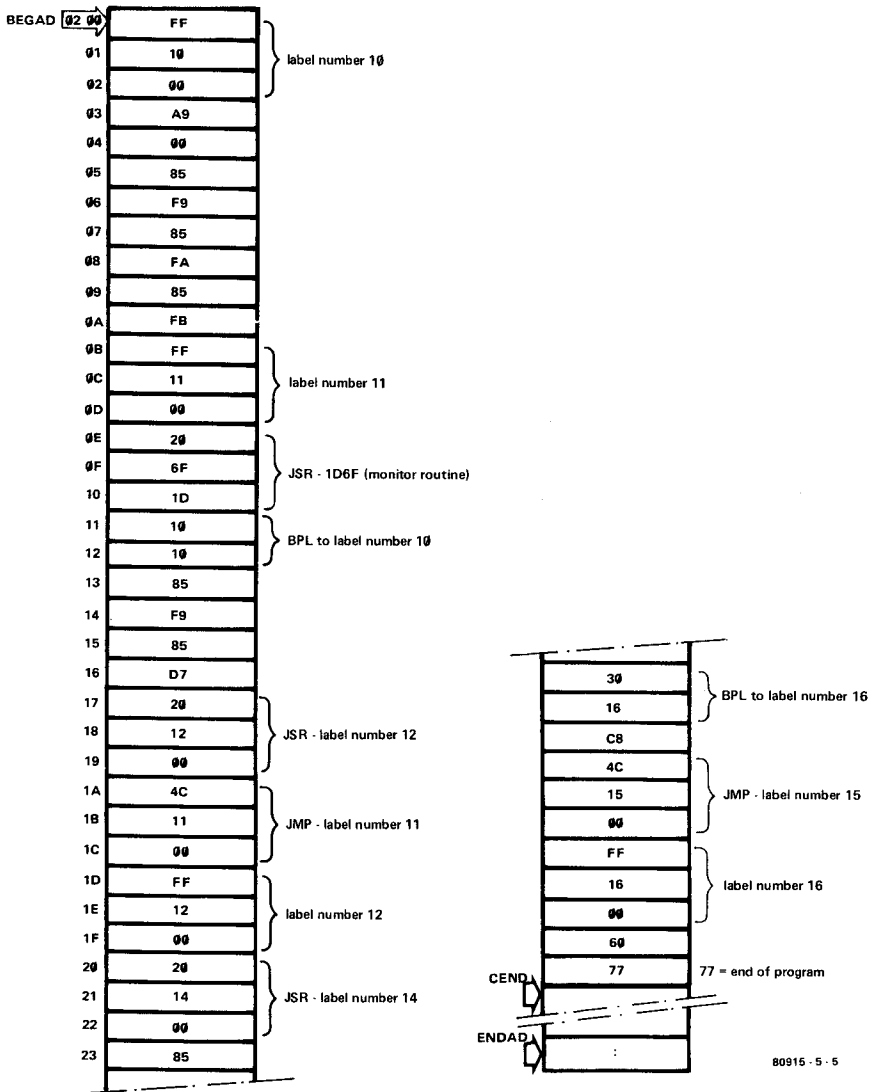 BEGAD 02 00 FF
01 10 label number 10
02 00
03 A9
04 00
05 85
06 F9
07 85
08 FA
09 85
0A FB
0B FF
0C 11 label number 11
0D 00
0E 20
0F 6F JSR - 1D6F (monitor routine)
10 1D
11 10 BPL to label number 10
12 10
13 85
14 F9
15 85
16 D7
17 20
18 12 JSR - label number 12
19 00
1A 4C
1B 11 JMP - label number 11
1C 00
1D FF
1E 12 label number 12
1F 00
20 20
21 14 JSR - label number 14
22 00
23 85
30 BPL to label number 16
16
C8
4C
15 JMP - label number 15
00
FF
16 label number 16
00
60
77 77 = end of program
CEND
ENDAD :
80915 - 5 - 5